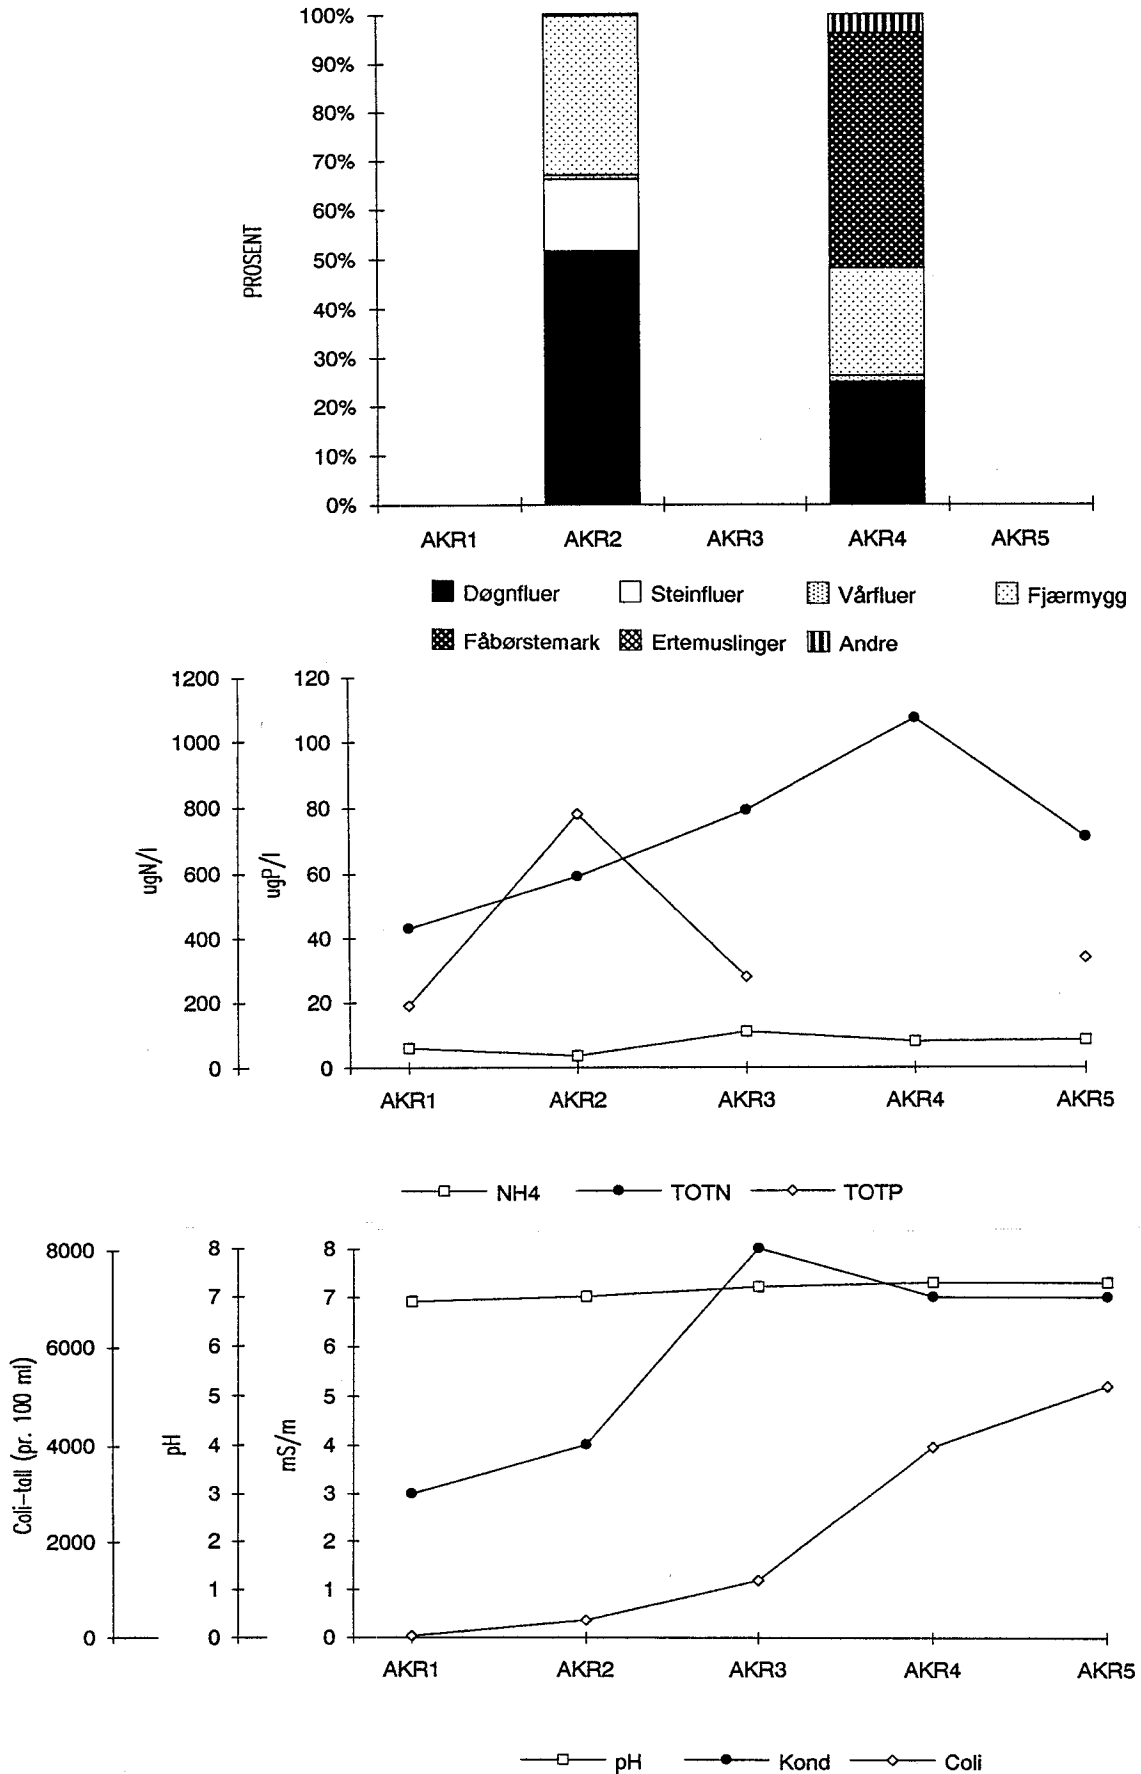 100%
90%
80%
70%
60%
50%
40%
30%
20%
10%
0%
PROSENT
AKR1 AKR2 AKR3 AKR4 AKR5
Døgnfluer Steinfluer Vårfluer Fjærmygg
Fåbørstemark Ertemuslinger Andre
1200 120
1000 100
800 80
600 60
400 40
200 20
0 0
ugN/l ugP/l
AKR1 AKR2 AKR3 AKR4 AKR5
NH4 TOTN TOTP
8000 8 8
7 7
6000 6 6
5 5
4000 4 4
3 3
2000 2 2
1 1
0 0 0
Coli-tall (pr. 100 ml) pH mS/m
AKR1 AKR2 AKR3 AKR4 AKR5
pH Kond Coli